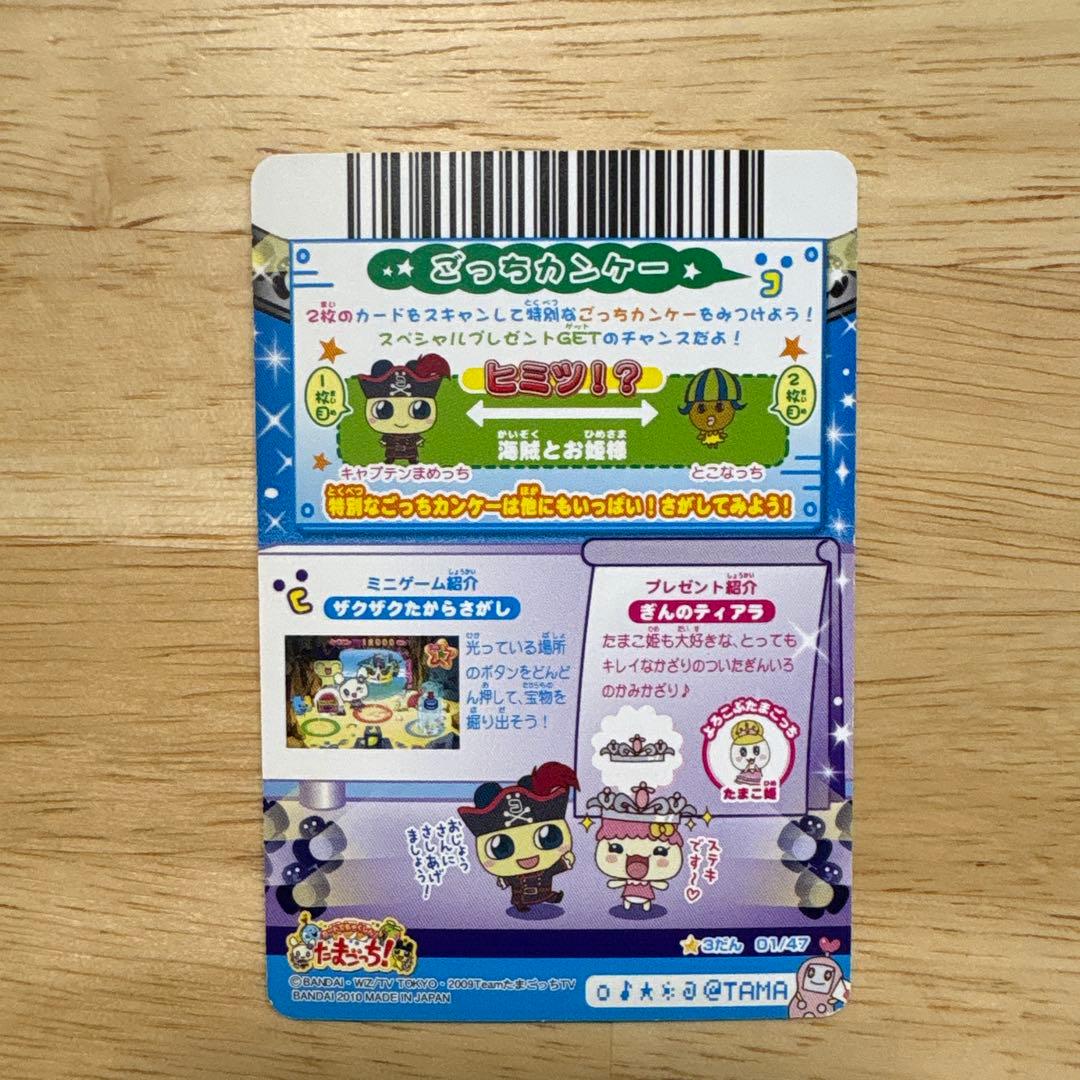 ごっちカンケー
2枚のカードをスキャンして特別なごっちカンケーをみつけよう!
スペシャルプレゼントGETのチャンスだよ!
1枚目
ヒミツ!?
2枚目
海賊とお姫様
キャプテンまめっち
とこなっち
特別なごっちカンケーは他にもいっぱい!さがしてみよう!
ミニゲーム紹介
ザクザクたからさがし
光っている場所
のボタンをどんど
ん押して、宝物を
掘り出そう!
プレゼント紹介
ぎんのティアラ
たまこ姫も大好きな、とっても
キレイなかざりのついたぎんいろ
のかみかざり♪
よろこぶたまごっち
たまこ姫
おじょう
さんに
さしあげ
ましょう!
ステキ
です〜♡
たまごっち!
★3だん 01/47
©BANDAI・WiZ/TV TOKYO・2009TeamたまごっちTV
BANDAI 2010 MADE IN JAPAN
@TAMA